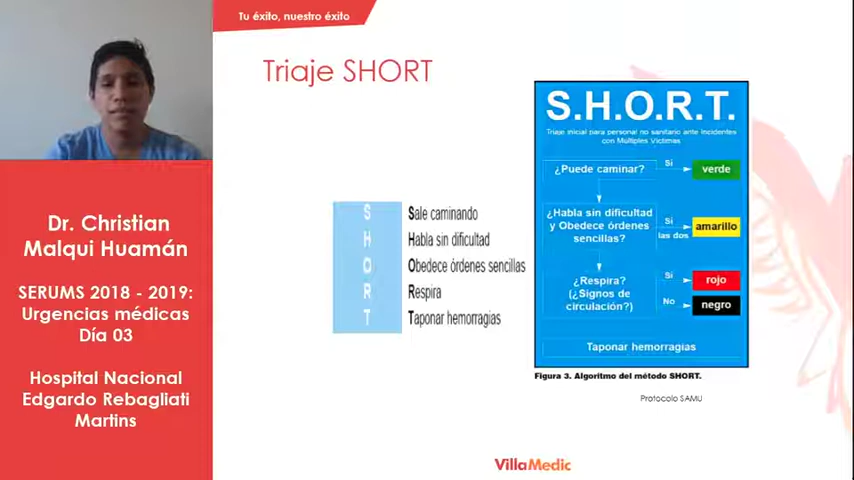 Tu éxito, nuestro éxito
Triaje SHORT
Dr. Christian
Malqui Huamán
SERUMS 2018 - 2019:
Urgencias médicas
Día 03
Hospital Nacional
Edgardo Rebagliati
Martins
S Sale caminando
H Habla sin dificultad
O Obedece órdenes sencillas
R Respira
T Taponar hemorragias
S.H.O.R.T.
Triaje inicial para personal no sanitario ante incidentes
con Múltiples Víctimas
¿Puede caminar? Si verde
¿Habla sin dificultad
y Obedece órdenes
sencillas?
Si
las dos
amarillo
¿Respira?
(¿Signos de
circulación?)
Si rojo
No negro
Taponar hemorragias
Figura 3. Algoritmo del método SHORT.
Protocolo SAMU
VillaMedic